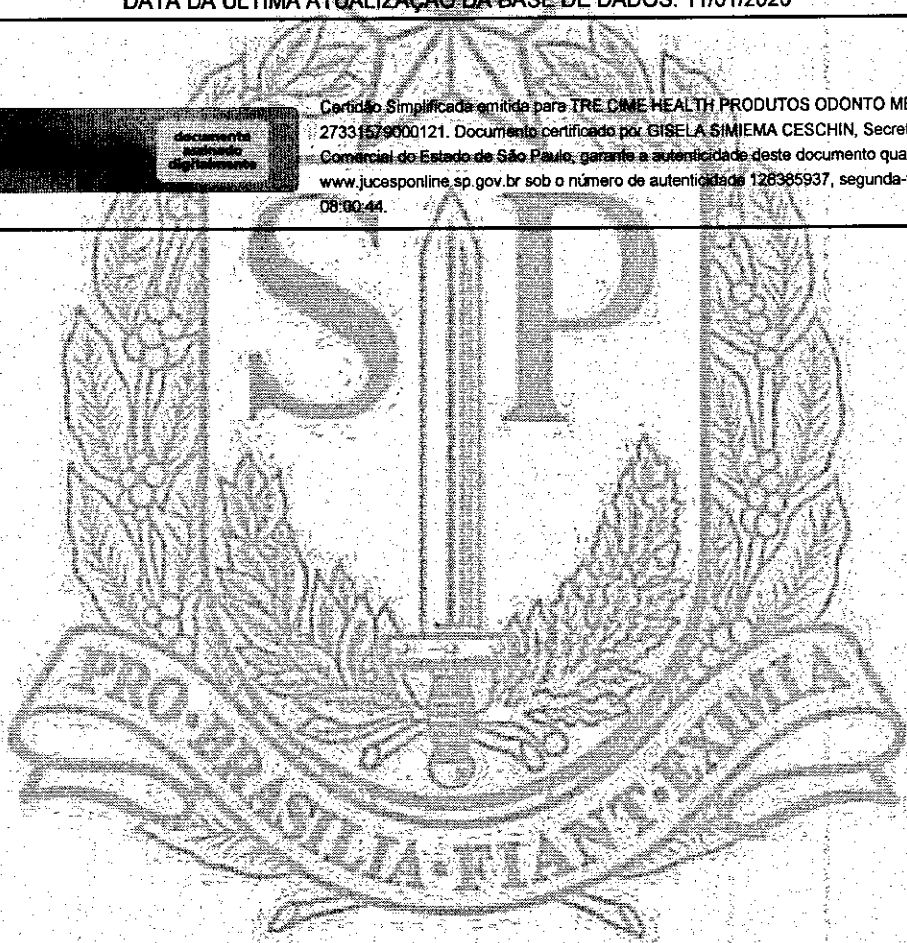 DATA DA ÚLTIMA ATUALIZAÇÃO DA BASE DE DADOS: 11/01/2020
documento
assinado
digitalmente
Certidão Simplificada emitida para TRE CIME HEALTH PRODUTOS ODONTO ME
27331579000121. Documento certificado por GISELA SIMIEMA CESCHIN, Secre
Comercial do Estado de São Paulo, garante a autenticidade deste documento qua
www.jucesponline.sp.gov.br sob o número de autenticidade 128385937, segunda-
08:00:44.
S P
PRO·BRASILIA·FIANT·EXIMIA